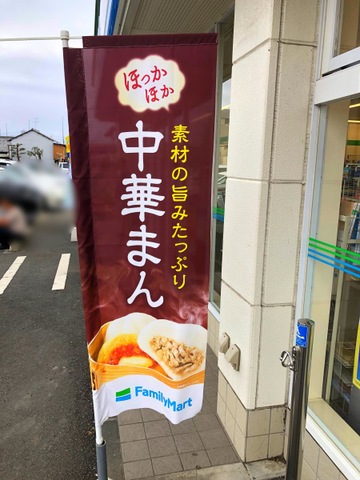 ほっか
ほか
素材の旨みたっぷり
中華まん
FamilyMart